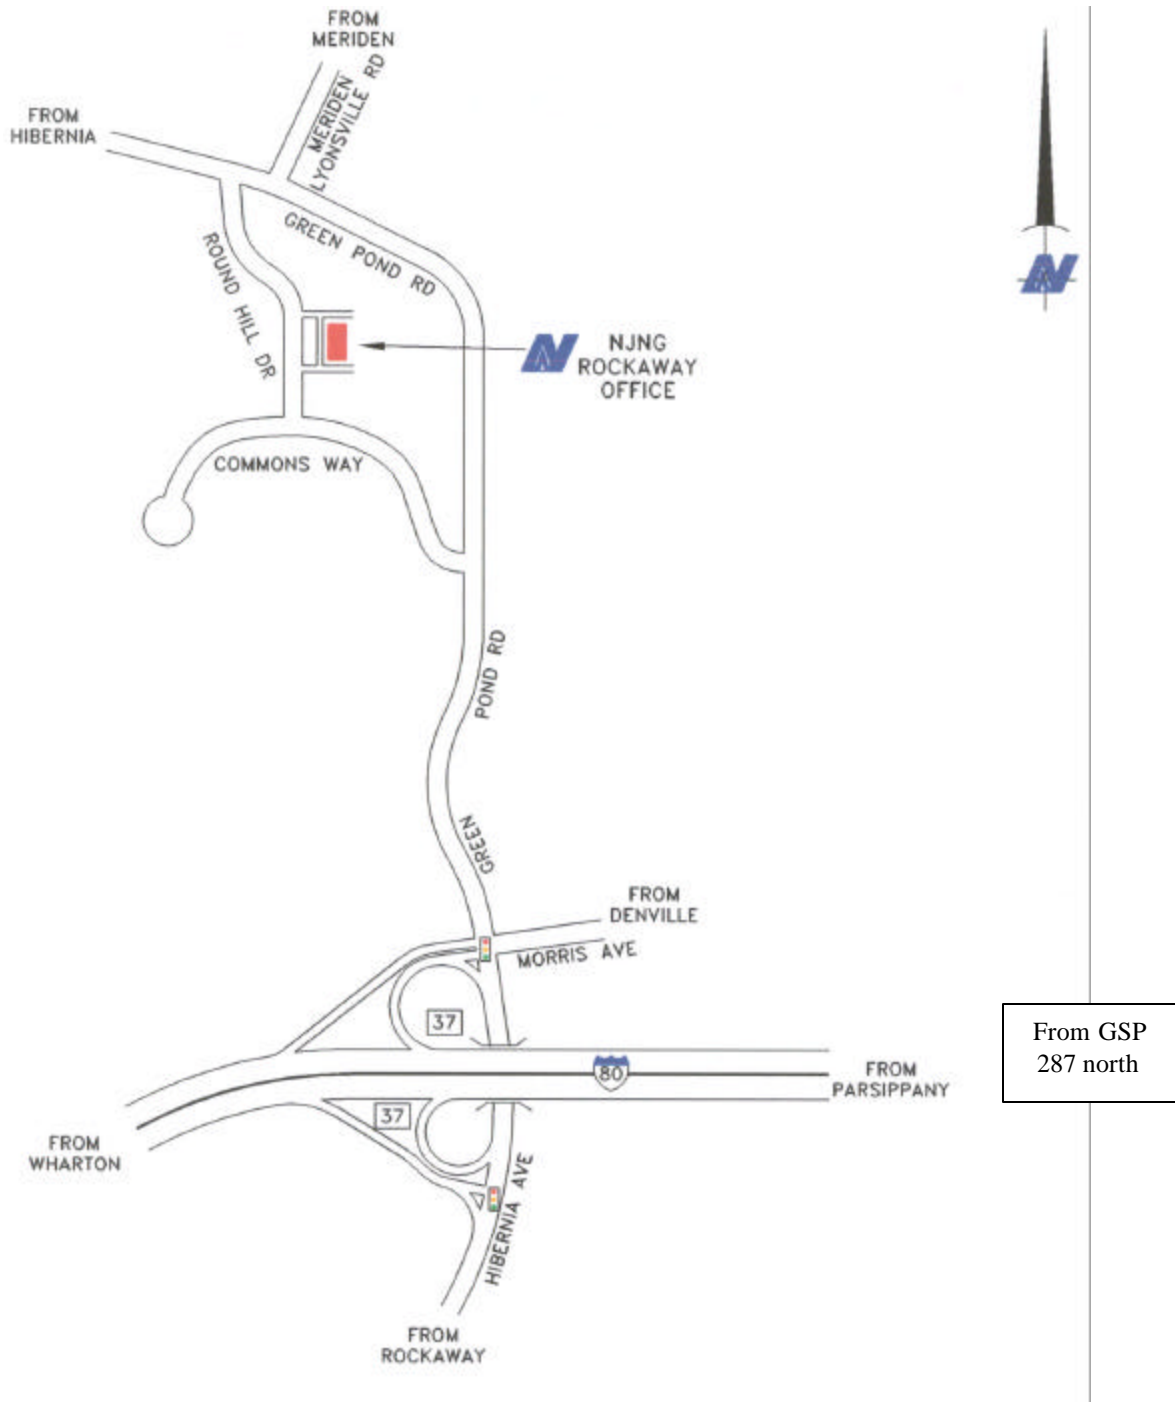 FROM
MERIDEN
MERIDEN
LYONSVILLE RD
FROM
HIBERNIA
GREEN POND RD
ROUND HILL DR
N
NJNG
ROCKAWAY
OFFICE
N
COMMONS WAY
POND RD
GREEN
FROM
DENVILLE
MORRIS AVE
37
From GSP
287 north
80
FROM
PARSIPPANY
37
FROM
WHARTON
HIBERNIA AVE
FROM
ROCKAWAY